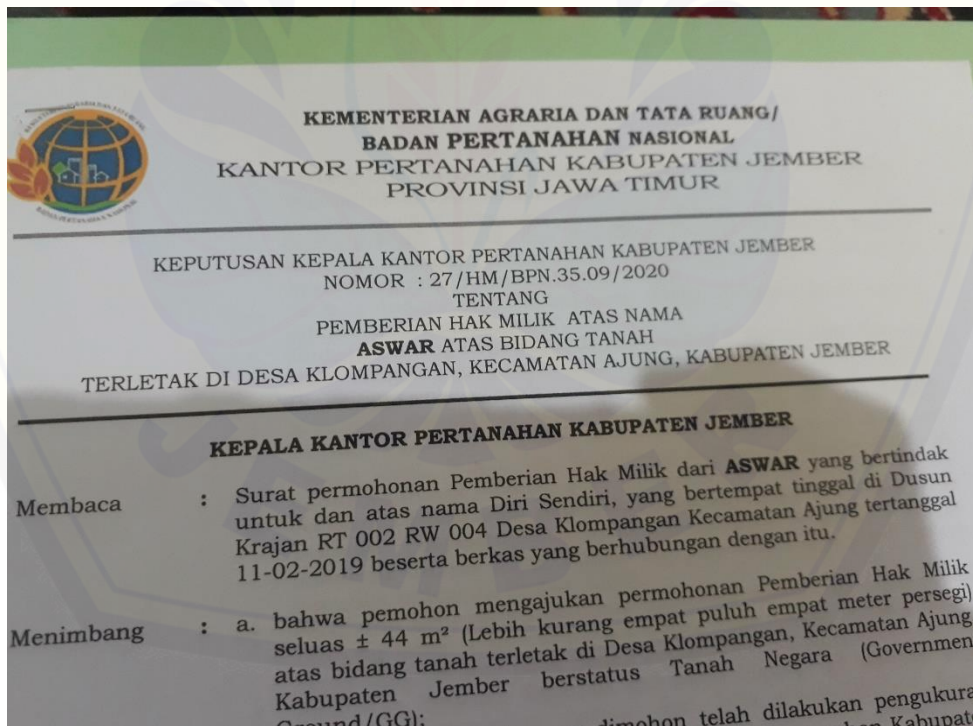 KEMENTERIAN AGRARIA DAN TATA RUANG/
BADAN PERTANAHAN NASIONAL
KANTOR PERTANAHAN KABUPATEN JEMBER
PROVINSI JAWA TIMUR
KEPUTUSAN KEPALA KANTOR PERTANAHAN KABUPATEN JEMBER
NOMOR : 27/HM/BPN.35.09/2020
TENTANG
PEMBERIAN HAK MILIK ATAS NAMA
ASWAR ATAS BIDANG TANAH
TERLETAK DI DESA KLOMPANGAN, KECAMATAN AJUNG, KABUPATEN JEMBER
KEPALA KANTOR PERTANAHAN KABUPATEN JEMBER
Membaca : Surat permohonan Pemberian Hak Milik dari ASWAR yang bertindak
untuk dan atas nama Diri Sendiri, yang bertempat tinggal di Dusun
Krajan RT 002 RW 004 Desa Klompangan Kecamatan Ajung tertanggal
11-02-2019 beserta berkas yang berhubungan dengan itu.
Menimbang : a. bahwa pemohon mengajukan permohonan Pemberian Hak Milik
seluas ± 44 m² (Lebih kurang empat puluh empat meter persegi)
atas bidang tanah terletak di Desa Klompangan, Kecamatan Ajung
Kabupaten Jember berstatus Tanah Negara (Governmen
Ground/GG);
dimohon telah dilakukan pengukura
Kabupat